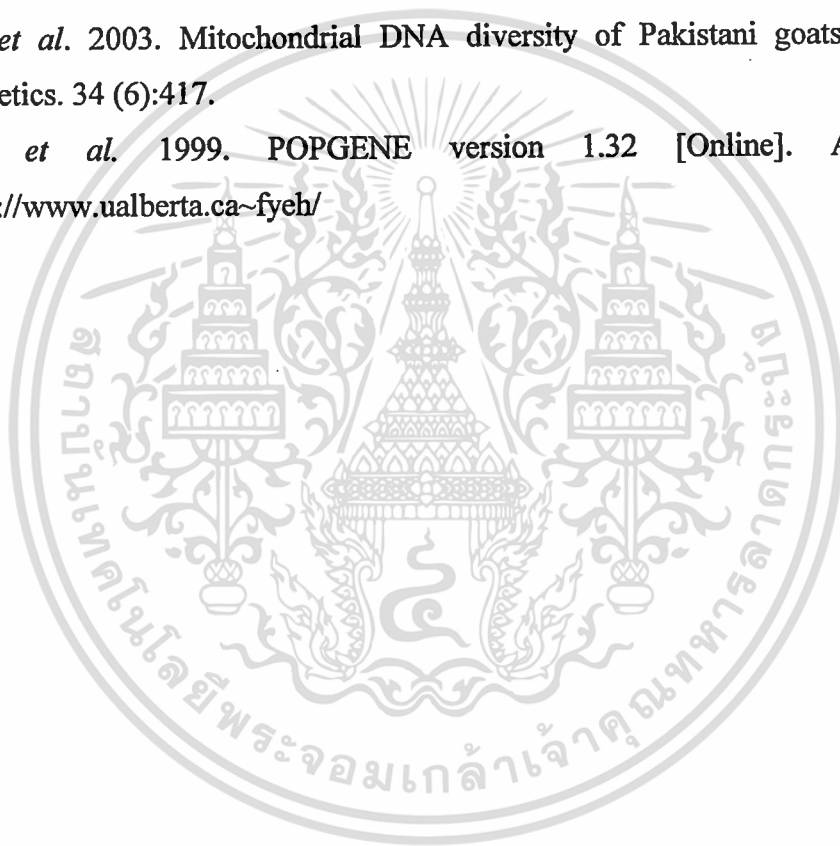 et al. 2003. Mitochondrial DNA diversity of Pakistani goats
etics. 34 (6):417.
et al. 1999. POPGENE version 1.32 [Online]. A
://www.ualberta.ca~fyeh/
สถาบันเทคโนโลยีพระจอมเกล้าเจ้าคุณทหารลาดกระบัง